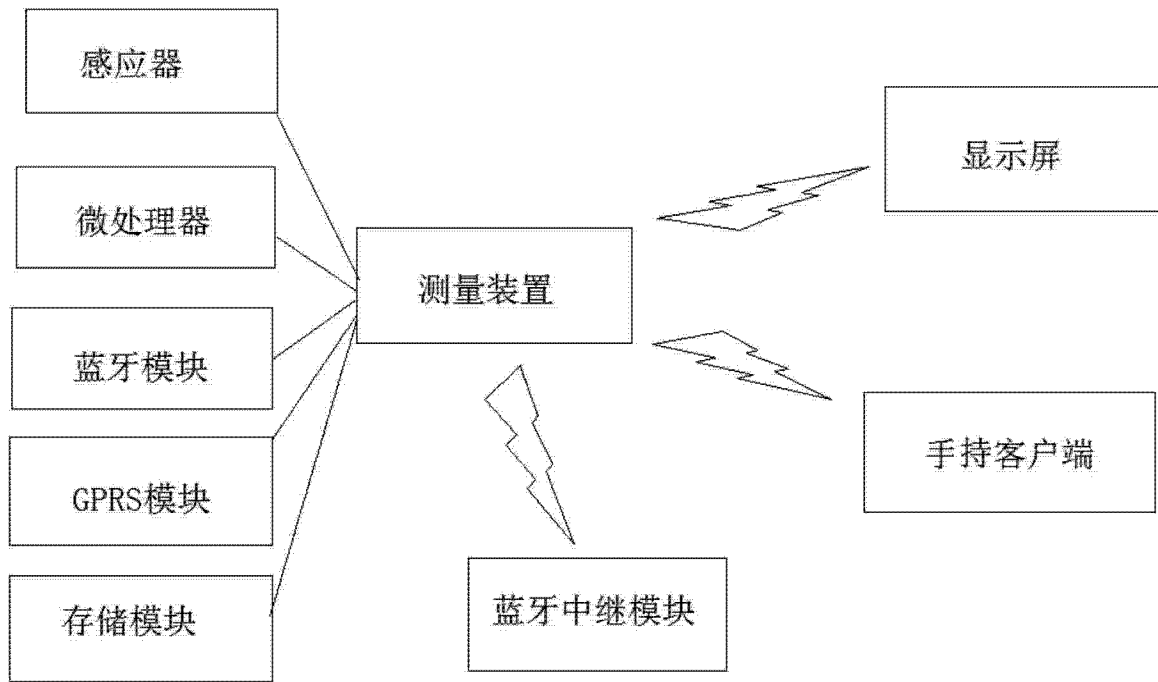 感应器
微处理器
蓝牙模块
GPRS模块
存储模块
测量装置
显示屏
手持客户端
蓝牙中继模块